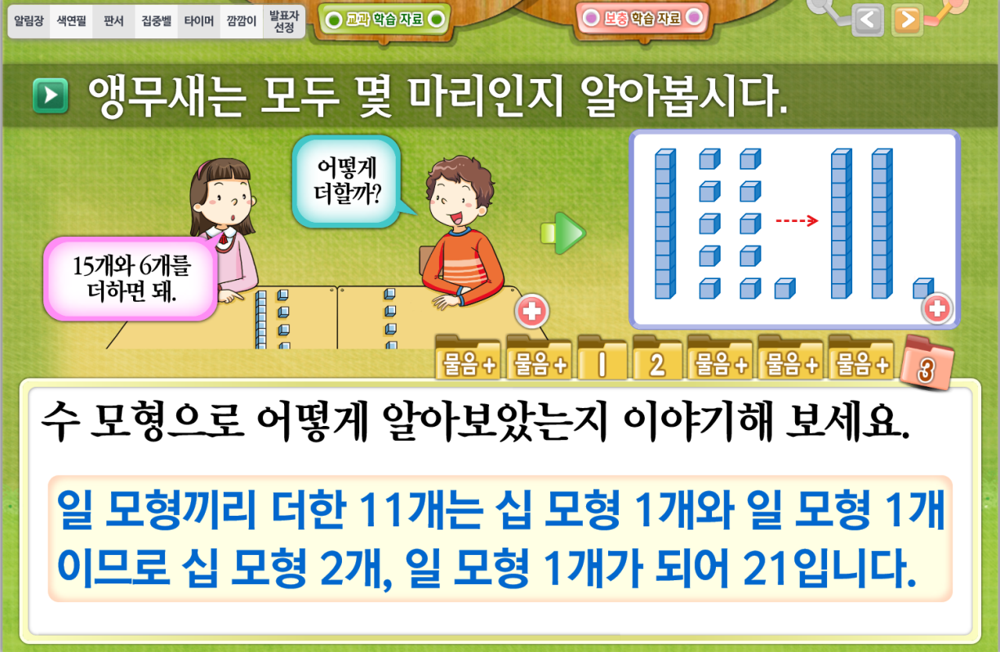 알림장 색연필 판서 집중벨 타이머 깜깜이 발표자
선정
교과 학습 자료
보충 학습 자료
앵무새는 모두 몇 마리인지 알아봅시다.
어떻게
더할까?
15개와 6개를
더하면 돼.
물음+ 물음+ 1 2 물음+ 물음+ 물음+ 3
수 모형으로 어떻게 알아보았는지 이야기해 보세요.
일 모형끼리 더한 11개는 십 모형 1개와 일 모형 1개
이므로 십 모형 2개, 일 모형 1개가 되어 21입니다.